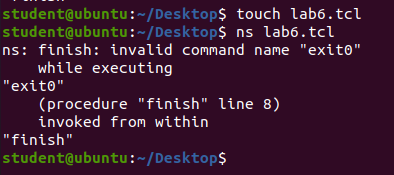 student@ubuntu:~/Desktop$ touch lab6.tcl
student@ubuntu:~/Desktop$ ns lab6.tcl
ns: finish: invalid command name "exit0"
    while executing
"exit0"
    (procedure "finish" line 8)
    invoked from within
"finish"
student@ubuntu:~/Desktop$